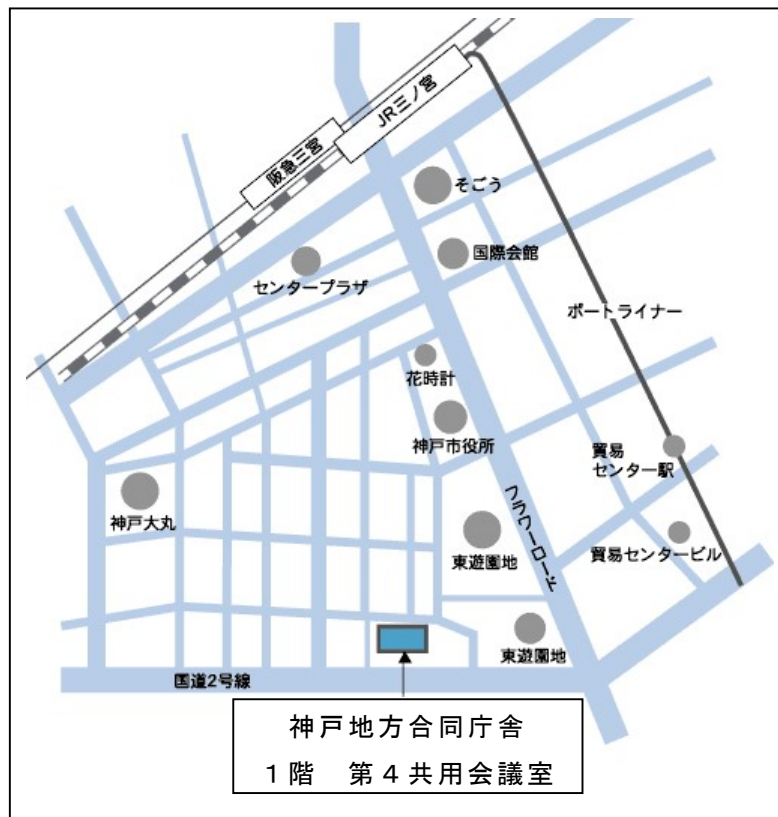 JR三ノ宮
阪急三宮
そごう
国際会館
センタープラザ
ポートライナー
花時計
神戸市役所
貿易
センター駅
神戸大丸
フラワーロード
東遊園地
貿易センタービル
東遊園地
国道2号線
神戸地方合同庁舎
1階 第4共用会議室